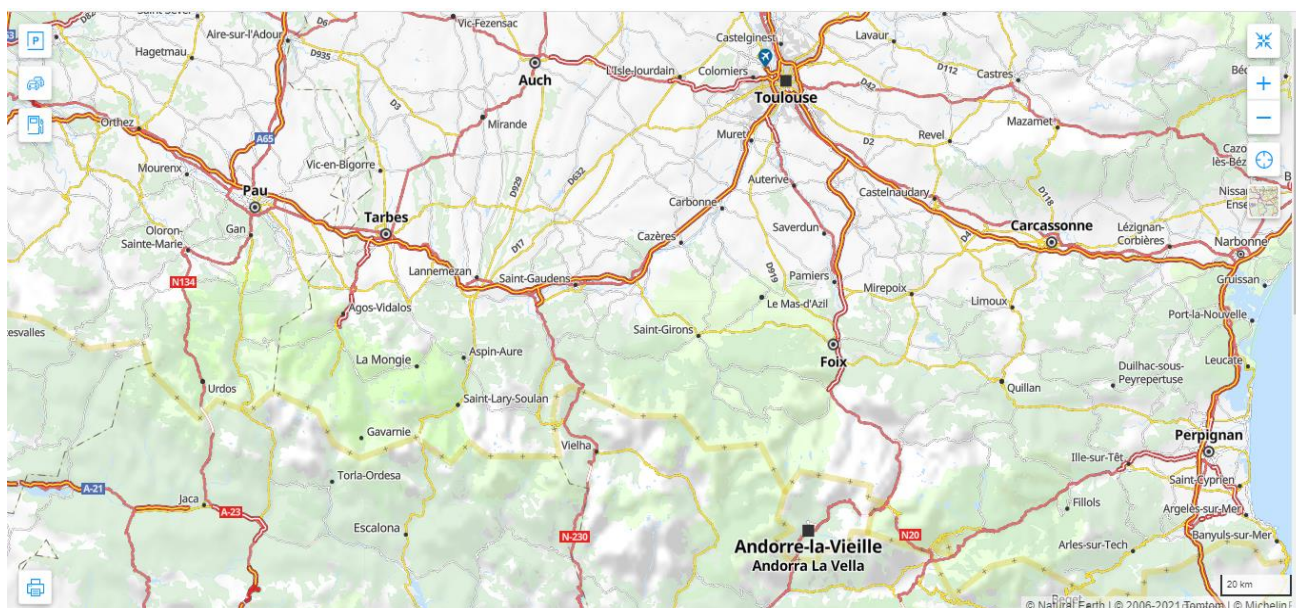 Saint-Sever
D82
Vic-Fezensac
Castelginest
Lavaur
Aire-sur-l'Adour
D6
P
Hagetmau
D935
Auch
L'Isle-Jourdain
Colomiers
D112
Castres
Toulouse
D42
D3
Orthez
A65
Mirande
Mazamet
Muret
Revel
D2
Mourenx
Vic-en-Bigorre
D929
D632
Auterive
Castelnaudary
D118
Pau
Tarbes
Carbonne
Saverdun
Carcassonne
Lézignan-
Corbières
Oloron-
Sainte-Marie
Gan
D17
Cazères
Narbonne
N134
Lannemezan
Saint-Gaudens
D919
Pamiers
Mirepoix
Gruissan
Agos-Vidalos
Le Mas-d'Azil
Limoux
Port-la-Nouvelle
Saint-Girons
La Mongie
Aspin-Aure
Foix
Duilhac-sous-
Peyrepertuse
Leucate
Urdos
Quillan
Saint-Lary-Soulan
Gavarnie
Vielha
Perpignan
Torla-Ordesa
Ille-sur-Têt
A-21
Jaca
A-23
Saint-Cyprien
Fillols
Argelès-sur-Mer
Escalona
N-230
Andorre-la-Vieille
Andorra La Vella
N20
Arles-sur-Tech
Banyuls-sur-Mer
20 km
© Natural Earth | © 2006-2021 Tomtom | © Michelin